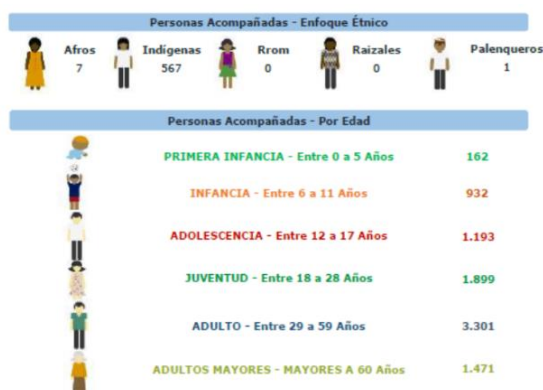 Personas Acompañadas - Enfoque Étnico
Afros Indígenas Rrom Raizales Palenqueros
7 567 0 0 1
Personas Acompañadas - Por Edad
PRIMERA INFANCIA - Entre 0 a 5 Años 162
INFANCIA - Entre 6 a 11 Años 932
ADOLESCENCIA - Entre 12 a 17 Años 1.193
JUVENTUD - Entre 18 a 28 Años 1.899
ADULTO - Entre 29 a 59 Años 3.301
ADULTOS MAYORES - MAYORES A 60 Años 1.471